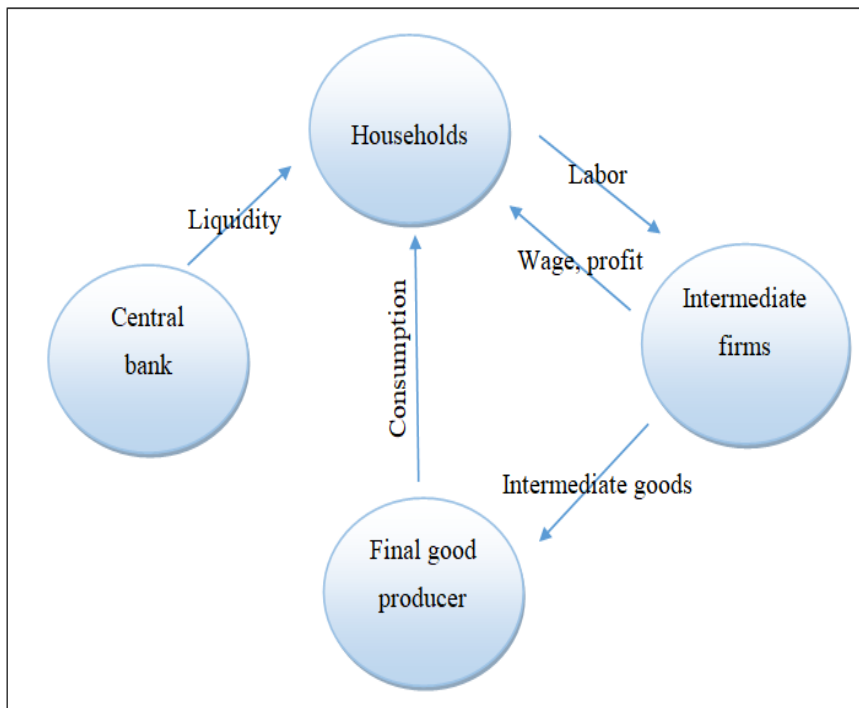 Households
Labor
Liquidity
Wage, profit
Central
bank
Intermediate
firms
Consumption
Intermediate goods
Final good
producer